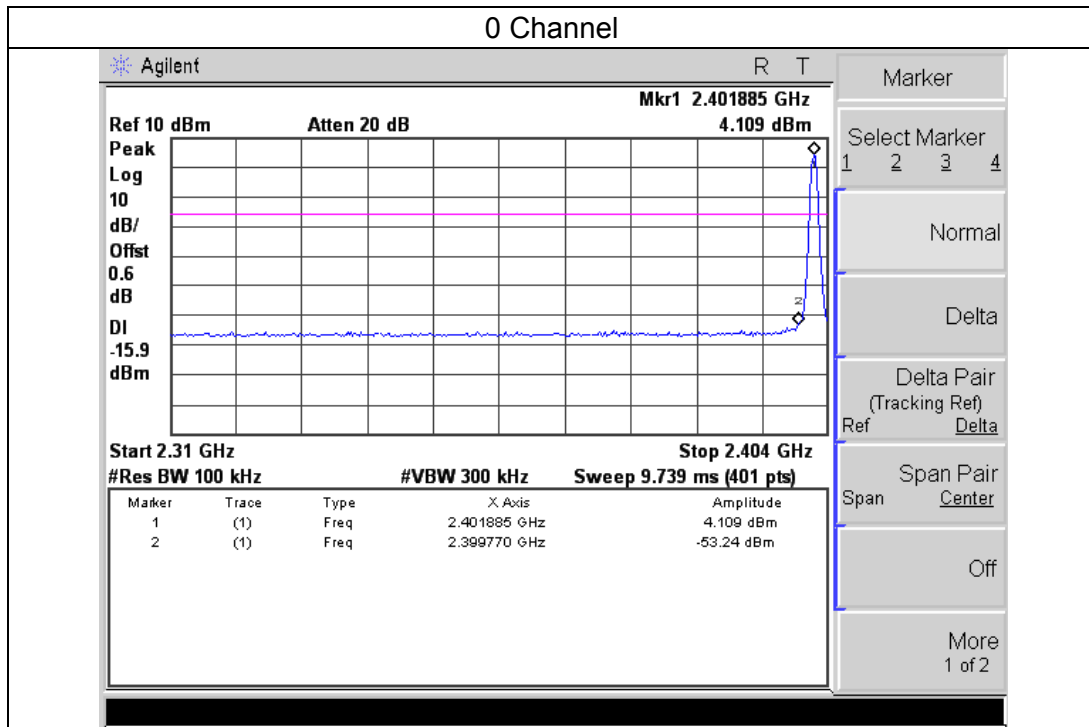 0 Channel
Agilent R T
Mkr1 2.401885 GHz
Ref 10 dBm Atten 20 dB 4.109 dBm
Peak
Log
10
dB/
Offst
0.6
dB
DI
-15.9
dBm
2
Start 2.31 GHz Stop 2.404 GHz
#Res BW 100 kHz #VBW 300 kHz Sweep 9.739 ms (401 pts)
Marker Trace Type X Axis Amplitude
1 (1) Freq 2.401885 GHz 4.109 dBm
2 (1) Freq 2.399770 GHz -53.24 dBm
Marker
Select Marker
1 2 3 4
Normal
Delta
Delta Pair
(Tracking Ref)
Ref Delta
Span Pair
Span Center
Off
More
1 of 2